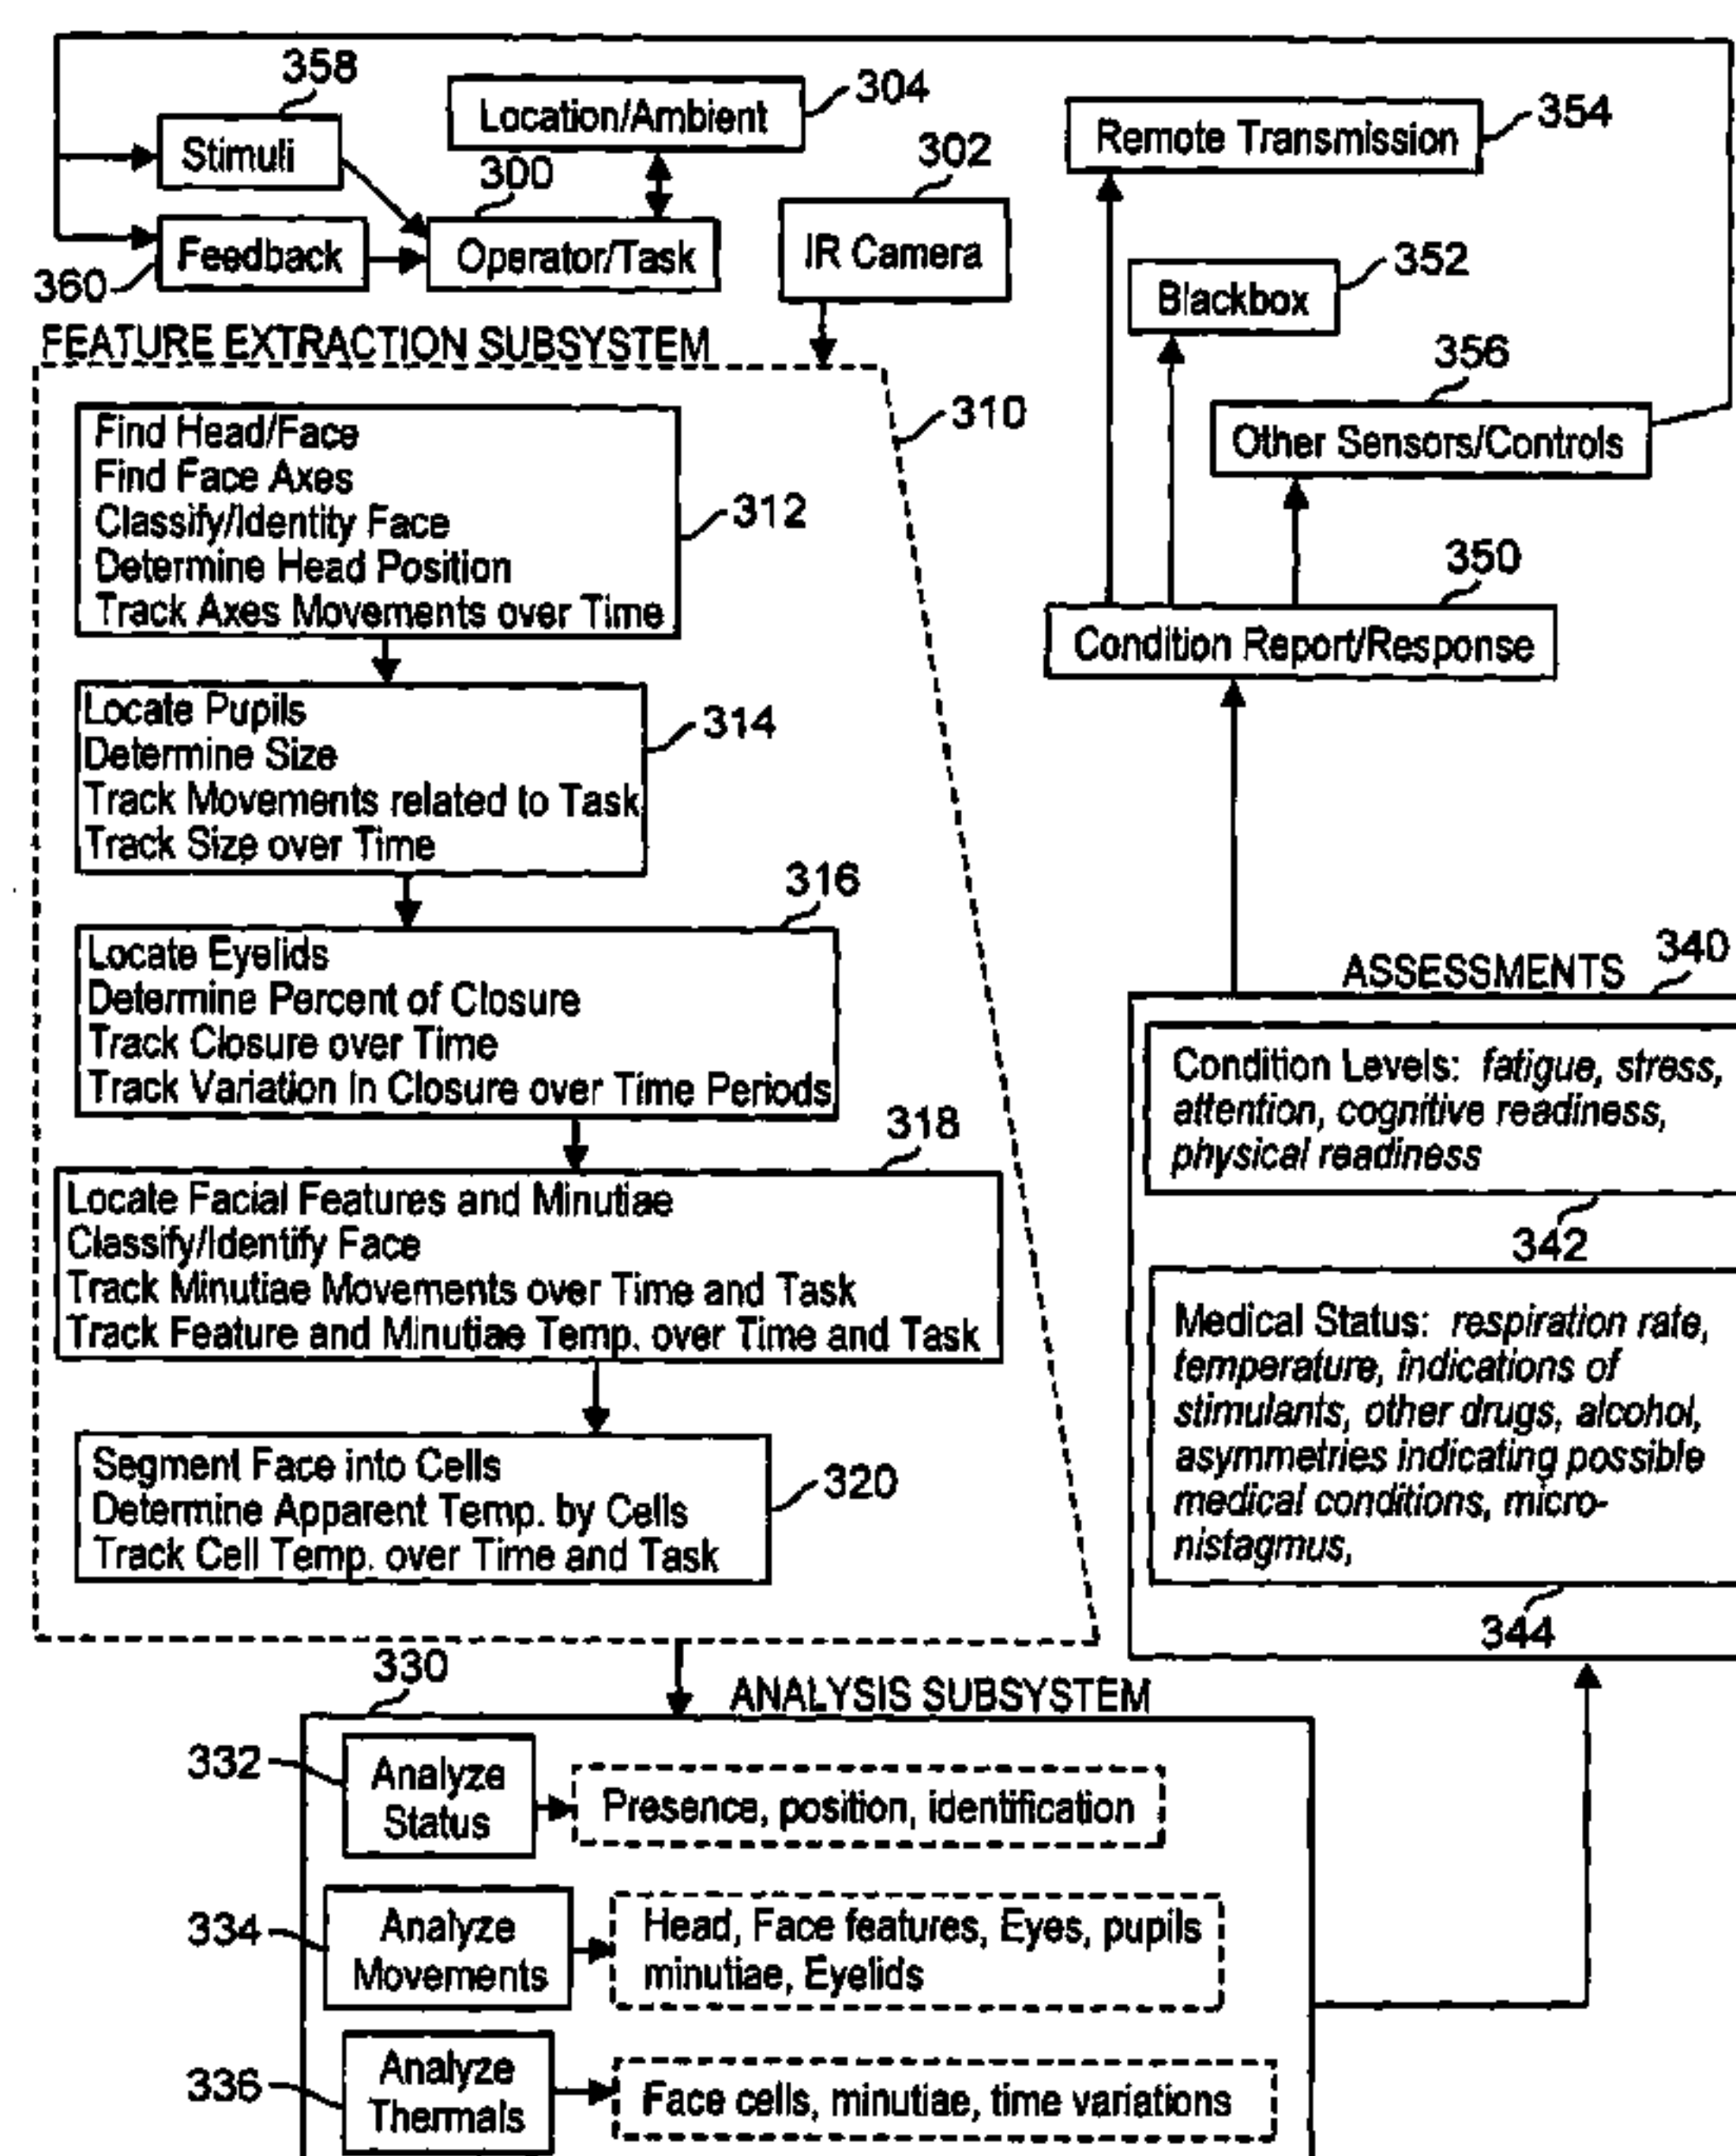 358
Stimuli
Location/Ambient
304
300
302
354
Remote Transmission
360
Feedback
Operator/Task
IR Camera
352
Blackbox
356
Other Sensors/Controls
350
Condition Report/Response
FEATURE EXTRACTION SUBSYSTEM
310
Find Head/Face
Find Face Axes
Classify/Identity Face
Determine Head Position
Track Axes Movements over Time
312
Locate Pupils
Determine Size
Track Movements related to Task
Track Size over Time
314
316
Locate Eyelids
Determine Percent of Closure
Track Closure over Time
Track Variation In Closure over Time Periods
318
Locate Facial Features and Minutiae
Classify/Identify Face
Track Minutiae Movements over Time and Task
Track Feature and Minutiae Temp. over Time and Task
Segment Face into Cells
Determine Apparent Temp. by Cells
Track Cell Temp. over Time and Task
320
ASSESSMENTS
340
Condition Levels: fatigue, stress,
attention, cognitive readiness,
physical readiness
342
Medical Status: respiration rate,
temperature, indications of
stimulants, other drugs, alcohol,
asymmetries indicating possible
medical conditions, micro-
nistagmus,
344
330
ANALYSIS SUBSYSTEM
332
Analyze
Status
Presence, position, identification
334
Analyze
Movements
Head, Face features, Eyes, pupils
minutiae, Eyelids
336
Analyze
Thermals
Face cells, minutiae, time variations